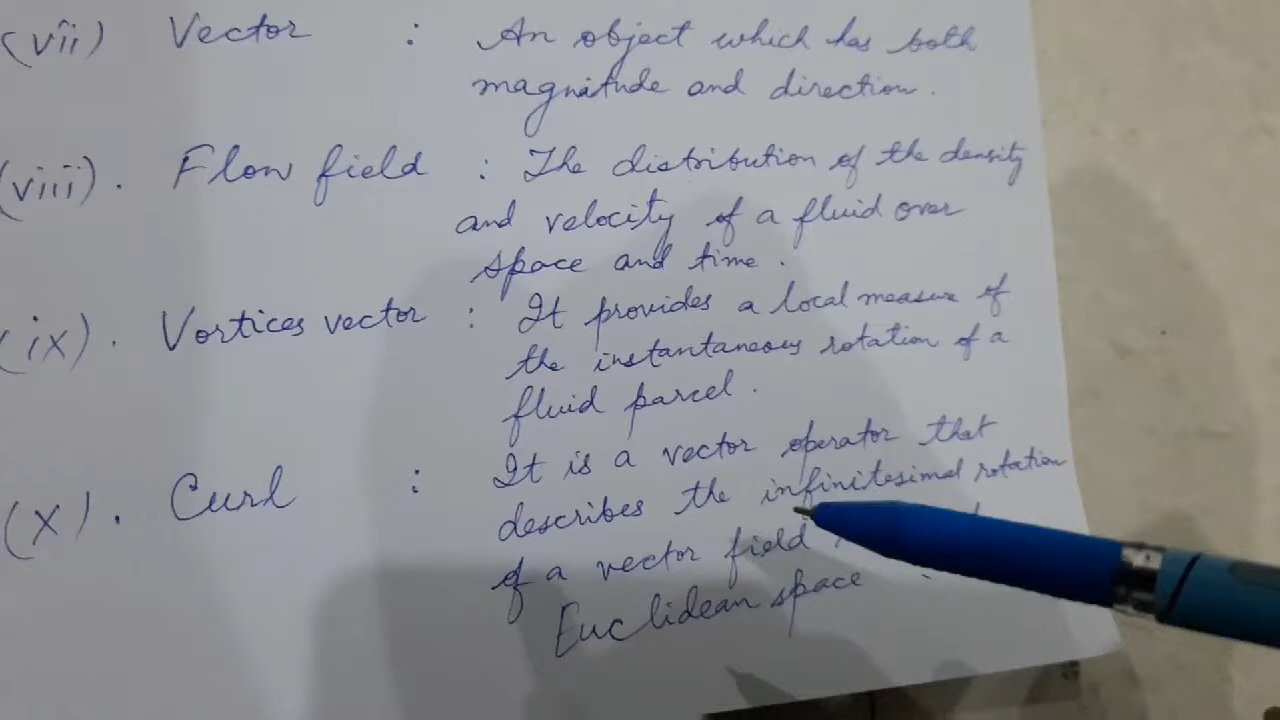 (vii) Vector : An object which has both
magnitude and direction.
(viii). Flow field : The distribution of the density
and velocity of a fluid over
space and time.
(ix). Vortices vector : It provides a local measure of
the instantaneous rotation of a
fluid parcel.
(x). Curl : It is a vector operator that
describes the infinitesimal rotation
of a vector field
Euclidean space